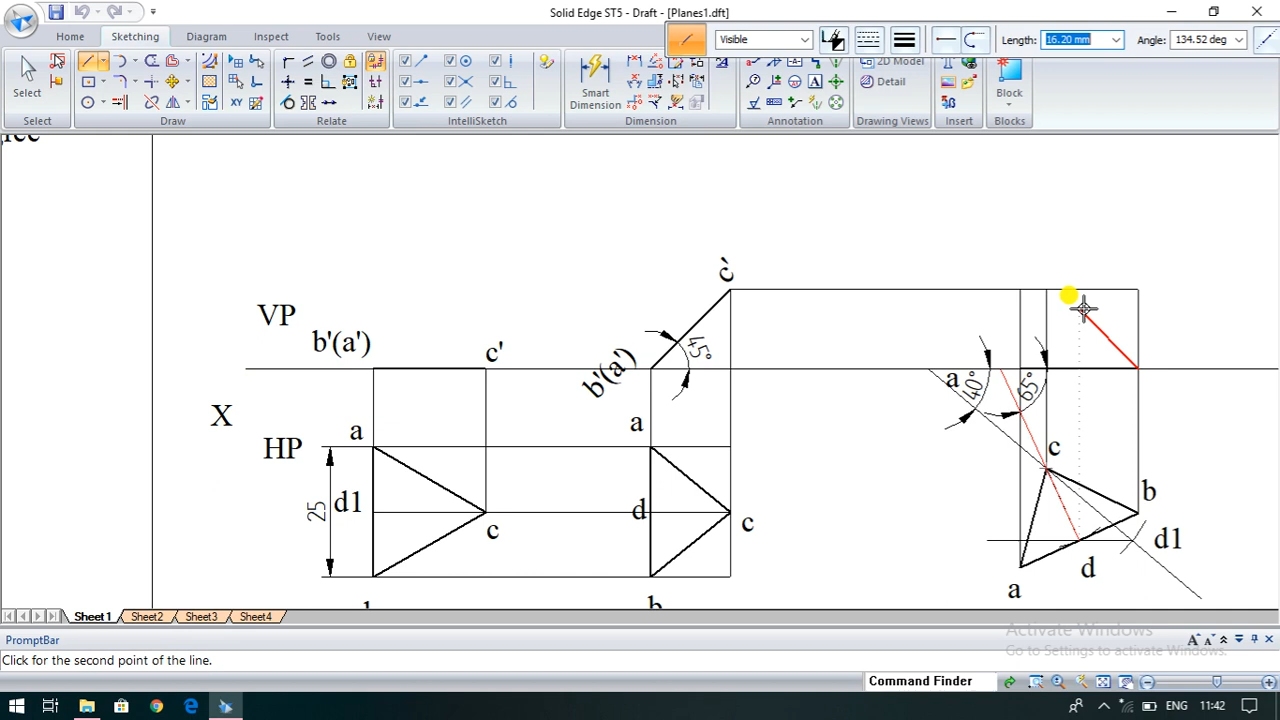 Solid Edge ST5 - Draft - [Planes1.dft]
Home
Sketching
Diagram
Inspect
Tools
View
Visible
Length:
16.20 mm
Angle:
134.52 deg
Select
Smart
Dimension
2D Model
Detail
Block
Select
Draw
Relate
IntelliSketch
Dimension
Annotation
Drawing Views
Insert
Blocks
c'
VP
b'(a')
c'
b'(a')
45°
a
40°
65°
X
a
a
HP
c
b
25
d1
d
c
c
d1
d
a
Sheet1
Sheet2
Sheet3
Sheet4
Activate Windows
Go to Settings to activate Windows.
PromptBar
Click for the second point of the line.
Command Finder
ENG
11:42